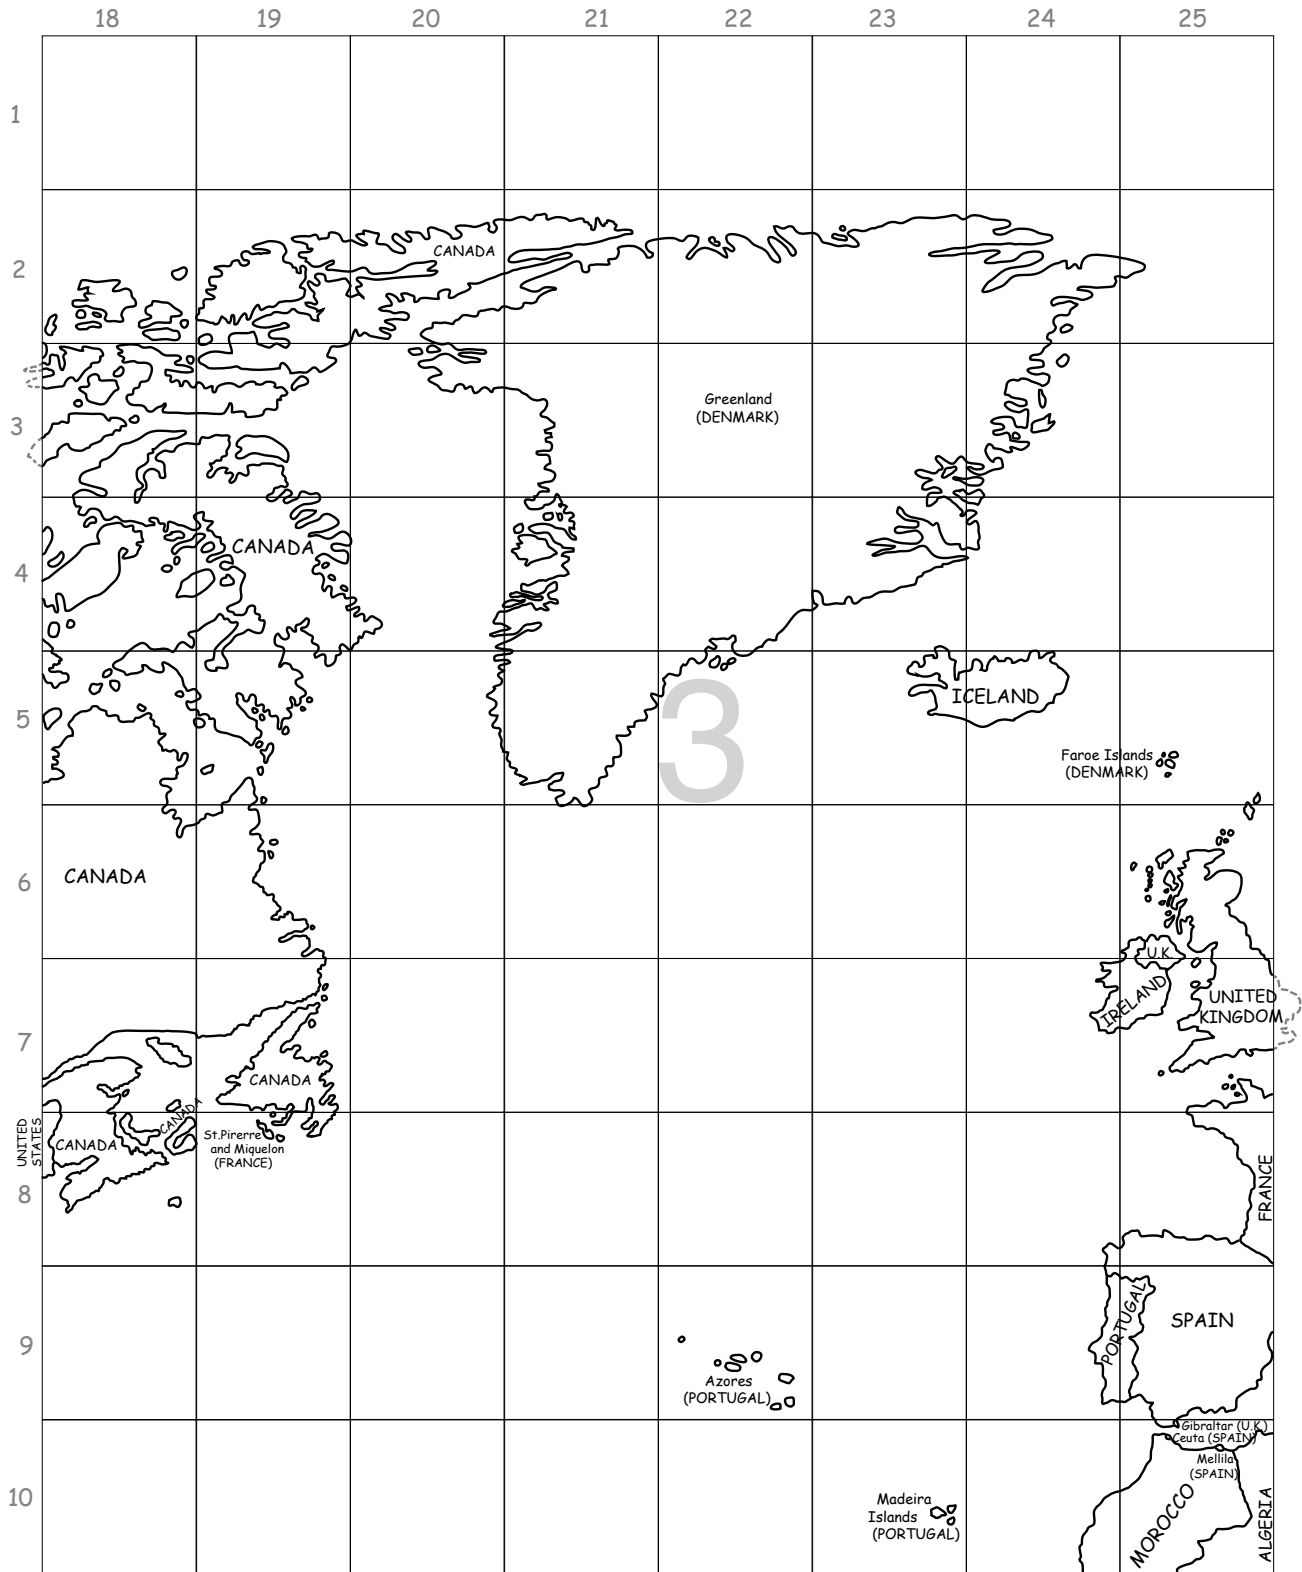 18 19 20 21 22 23 24 25
1
2
CANADA
3
Greenland
(DENMARK)
4
CANADA
5
3
ICELAND
Faroe Islands
(DENMARK)
6
CANADA
U.K.
IRELAND
UNITED
KINGDOM
7
CANADA
CANADA
UNITED
STATES
CANADA
St.Pirerre
and Miquelon
(FRANCE)
8
FRANCE
9
PORTUGAL
SPAIN
Azores
(PORTUGAL)
Gibraltar (U.K.)
Ceuta (SPAIN)
Mellila
(SPAIN)
10
Madeira
Islands
(PORTUGAL)
MOROCCO
ALGERIA